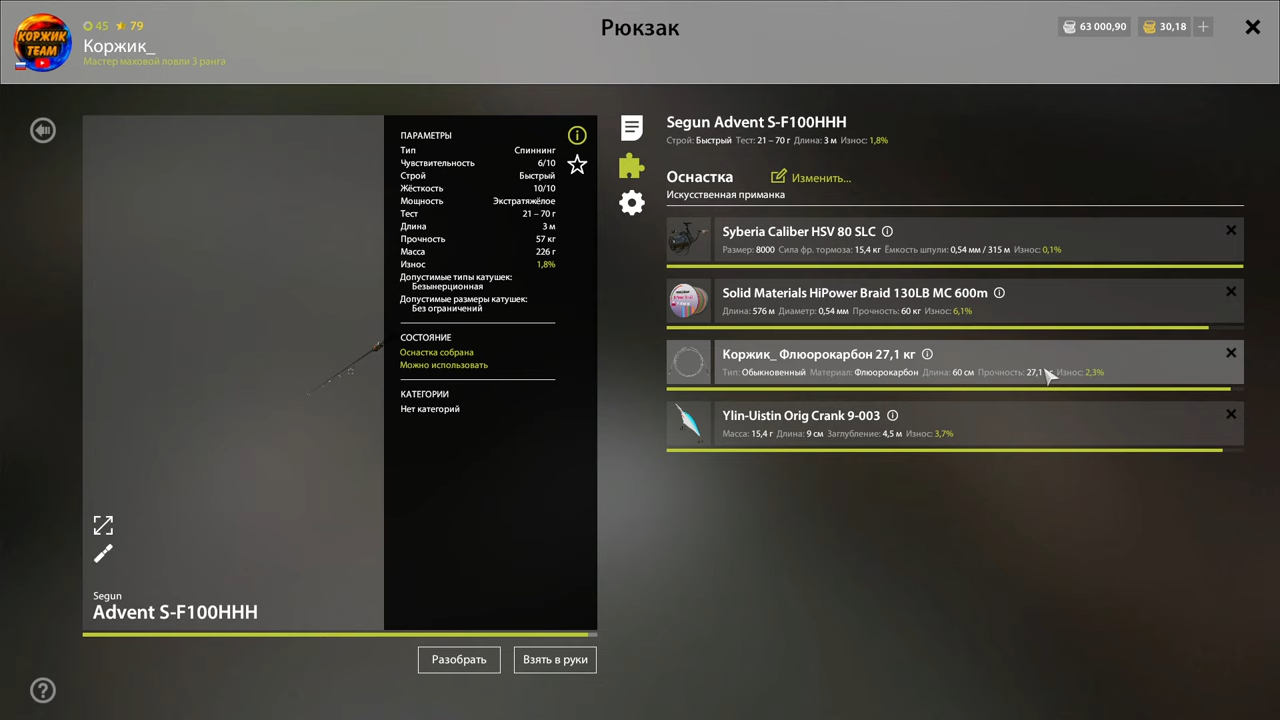 КОРЖИК
TEAM
45 79
Коржик_
Мастер маховой ловли 3 ранга
Рюкзак
63 000,90
30,18
ПАРАМЕТРЫ
Тип Спиннинг
Чувствительность 6/10
Строй Быстрый
Жёсткость 10/10
Мощность Экстратяжёлое
Тест 21 – 70 г
Длина 3 м
Прочность 57 кг
Масса 226 г
Износ 1,8%
Допустимые типы катушек:
Безынерционная
Допустимые размеры катушек:
Без ограничений
СОСТОЯНИЕ
Оснастка собрана
Можно использовать
КАТЕГОРИИ
Нет категорий
Segun
Advent S-F100HHH
Разобрать
Взять в руки
Segun Advent S-F100HHH
Строй: Быстрый Тест: 21 – 70 г Длина: 3 м Износ: 1,8%
Оснастка Изменить...
Искусственная приманка
Syberia Caliber HSV 80 SLC
Размер: 8000 Сила фр. тормоза: 15,4 кг Ёмкость шпули: 0,54 мм / 315 м Износ: 0,1%
Solid Materials HiPower Braid 130LB MC 600m
Длина: 576 м Диаметр: 0,54 мм Прочность: 60 кг Износ: 6,1%
Коржик_ Флюорокарбон 27,1 кг
Тип: Обыкновенный Материал: Флюорокарбон Длина: 60 см Прочность: 27,1 Износ: 2,3%
Ylin-Uistin Orig Crank 9-003
Масса: 15,4 г Длина: 9 см Заглубление: 4,5 м Износ: 3,7%